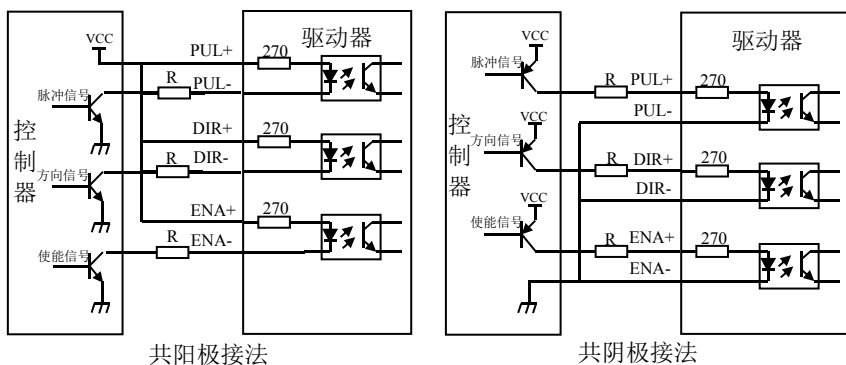 VCC
PUL+
270
驱动器
R
PUL-
脉冲信号
DIR+
270
控制器
R
DIR-
方向信号
ENA+
270
R
ENA-
使能信号
共阳极接法
VCC
驱动器
R
PUL+
270
脉冲信号
PUL-
VCC
控制器
方向信号
R
DIR+
270
DIR-
VCC
使能信号
R
ENA+
270
ENA-
共阴极接法